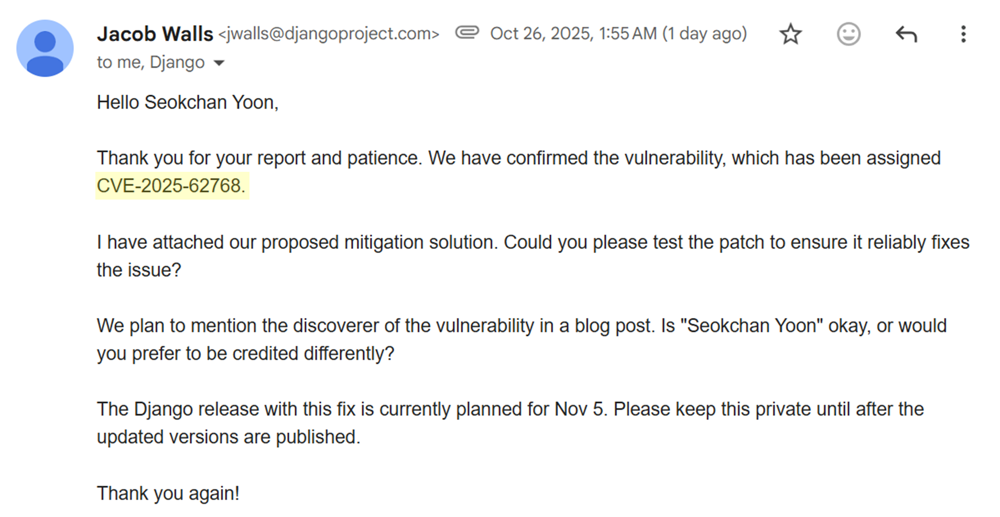 Jacob Walls <jwalls@djangoproject.com> Oct 26, 2025, 1:55 AM (1 day ago)
to me, Django
Hello Seokchan Yoon,
Thank you for your report and patience. We have confirmed the vulnerability, which has been assigned
CVE-2025-62768.
I have attached our proposed mitigation solution. Could you please test the patch to ensure it reliably fixes
the issue?
We plan to mention the discoverer of the vulnerability in a blog post. Is "Seokchan Yoon" okay, or would
you prefer to be credited differently?
The Django release with this fix is currently planned for Nov 5. Please keep this private until after the
updated versions are published.
Thank you again!